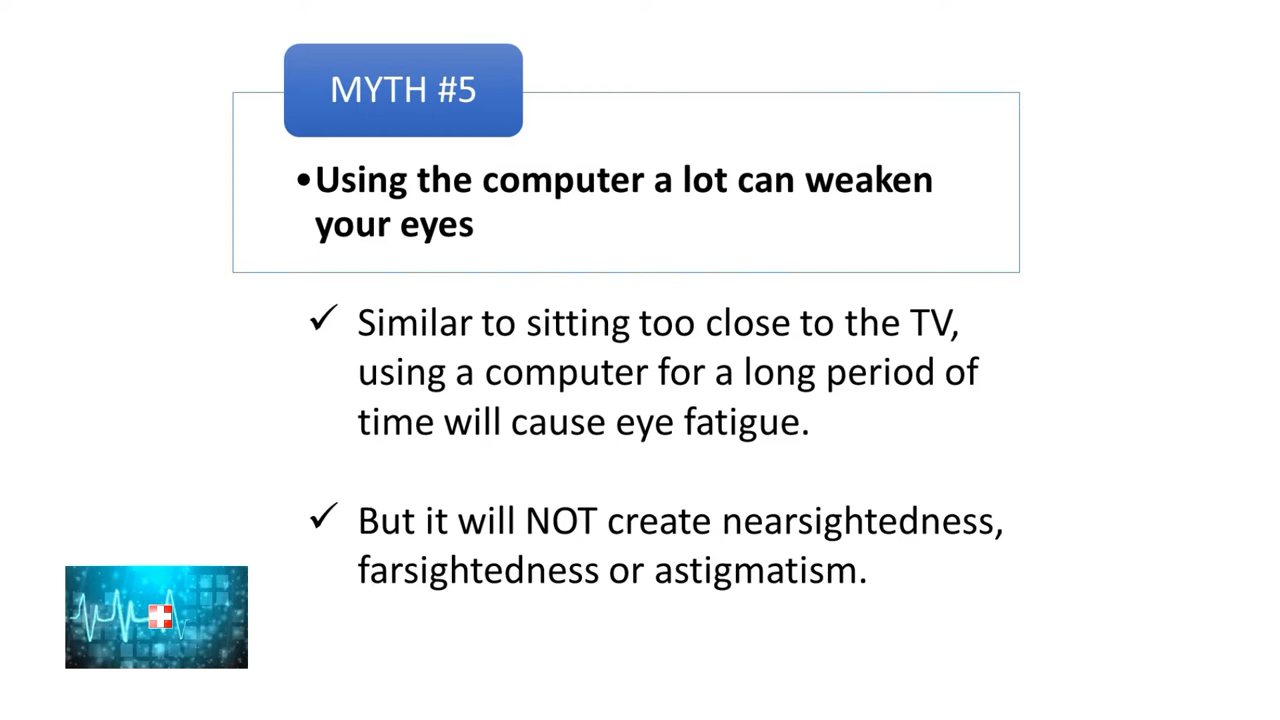 MYTH #5
•Using the computer a lot can weaken
your eyes
✓ Similar to sitting too close to the TV,
using a computer for a long period of
time will cause eye fatigue.
✓ But it will NOT create nearsightedness,
farsightedness or astigmatism.